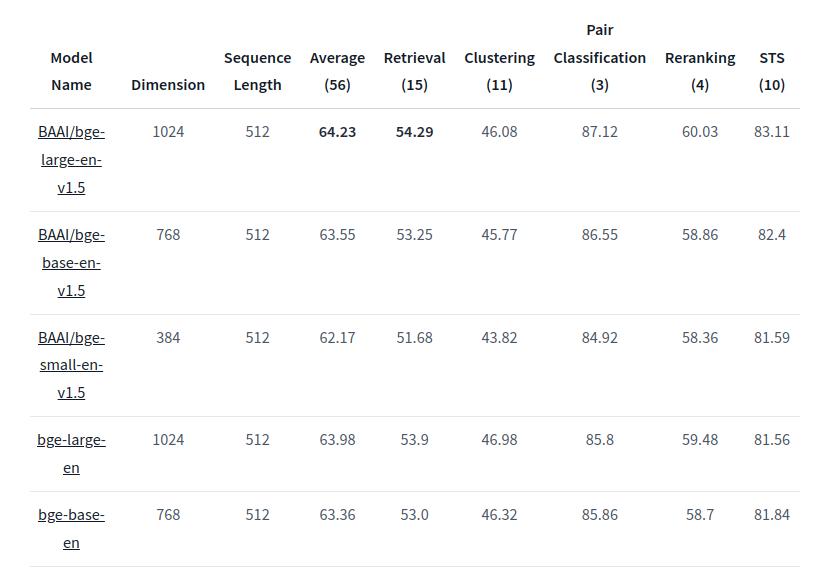 Model Name Dimension Sequence Length Average (56) Retrieval (15) Clustering (11) Pair Classification (3) Reranking (4) STS (10)
BAAI/bge-large-en-v1.5 1024 512 64.23 54.29 46.08 87.12 60.03 83.11
BAAI/bge-base-en-v1.5 768 512 63.55 53.25 45.77 86.55 58.86 82.4
BAAI/bge-small-en-v1.5 384 512 62.17 51.68 43.82 84.92 58.36 81.59
bge-large-en 1024 512 63.98 53.9 46.98 85.8 59.48 81.56
bge-base-en 768 512 63.36 53.0 46.32 85.86 58.7 81.84